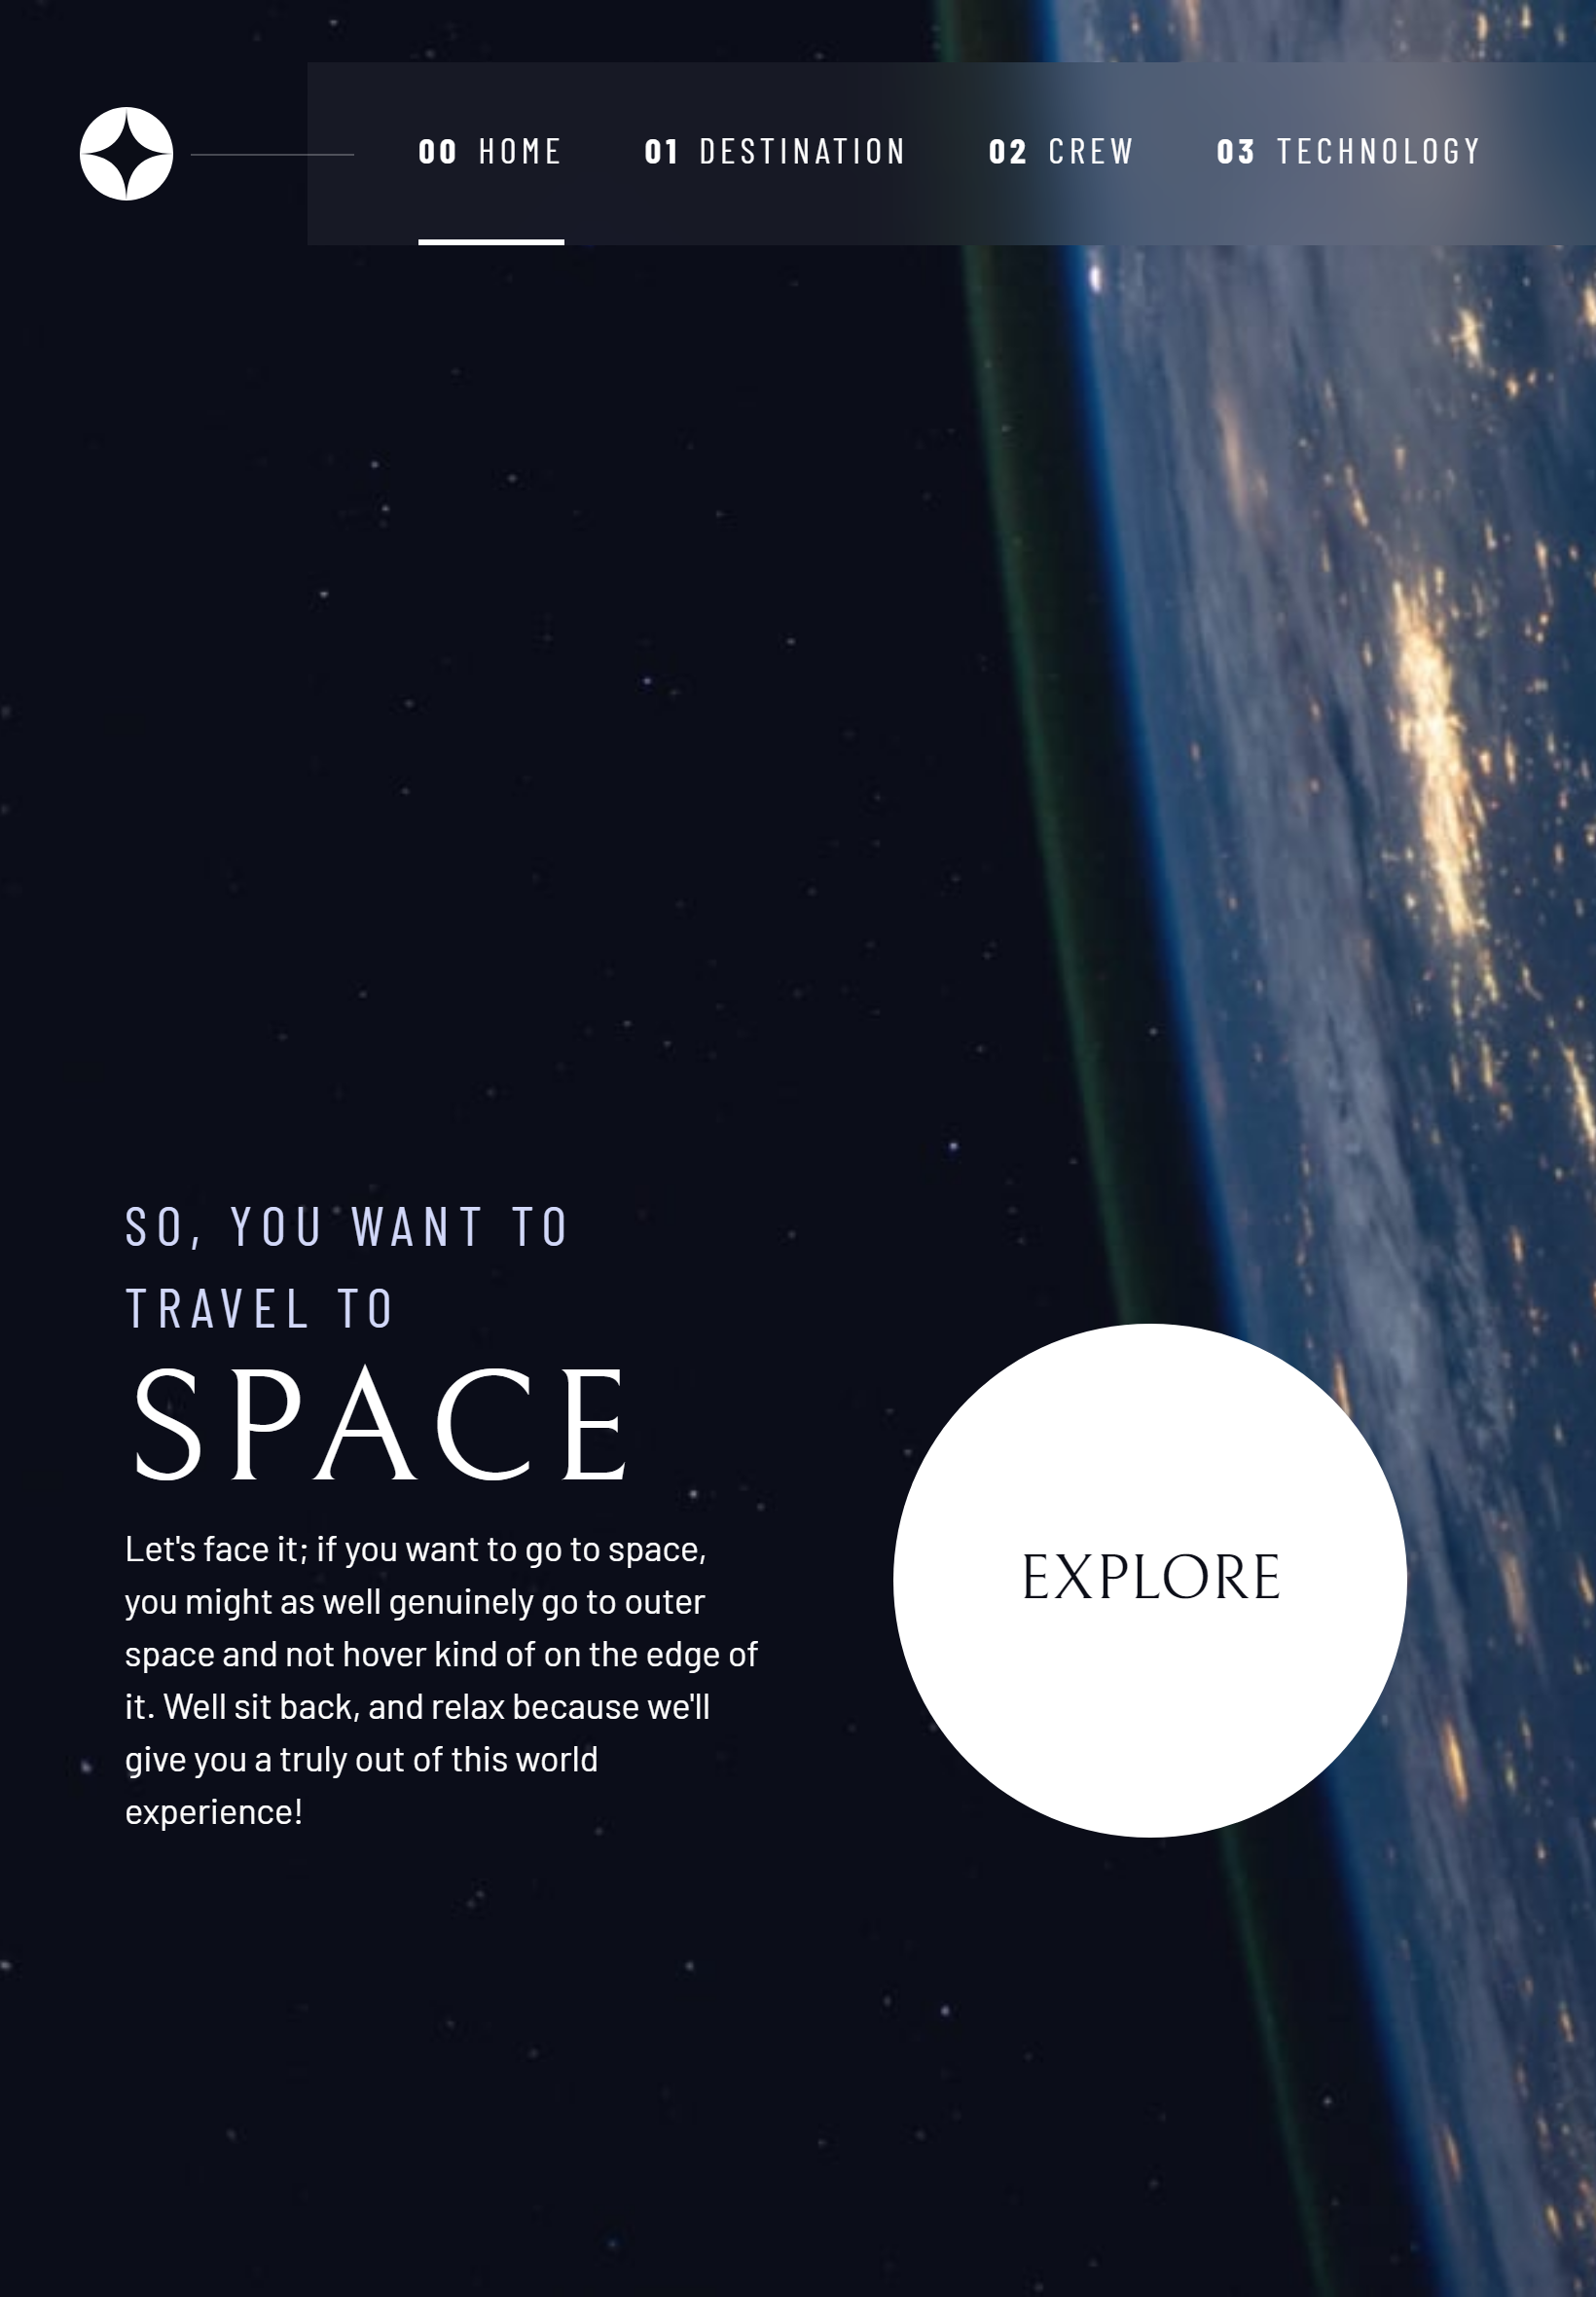 00 HOME 01 DESTINATION 02 CREW 03 TECHNOLOGY
SO, YOU WANT TO
TRAVEL TO
SPACE
Let's face it; if you want to go to space,
you might as well genuinely go to outer
space and not hover kind of on the edge of
it. Well sit back, and relax because we'll
give you a truly out of this world
experience!
EXPLORE